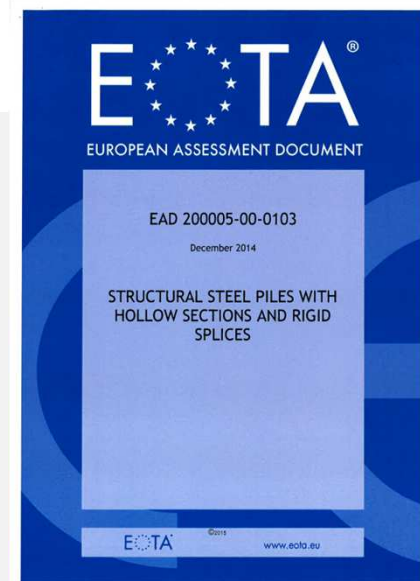 EOTA®
EUROPEAN ASSESSMENT DOCUMENT
EAD 200005-00-0103
December 2014
STRUCTURAL STEEL PILES WITH
HOLLOW SECTIONS AND RIGID
SPLICES
EOTA ©2015 www.eota.eu